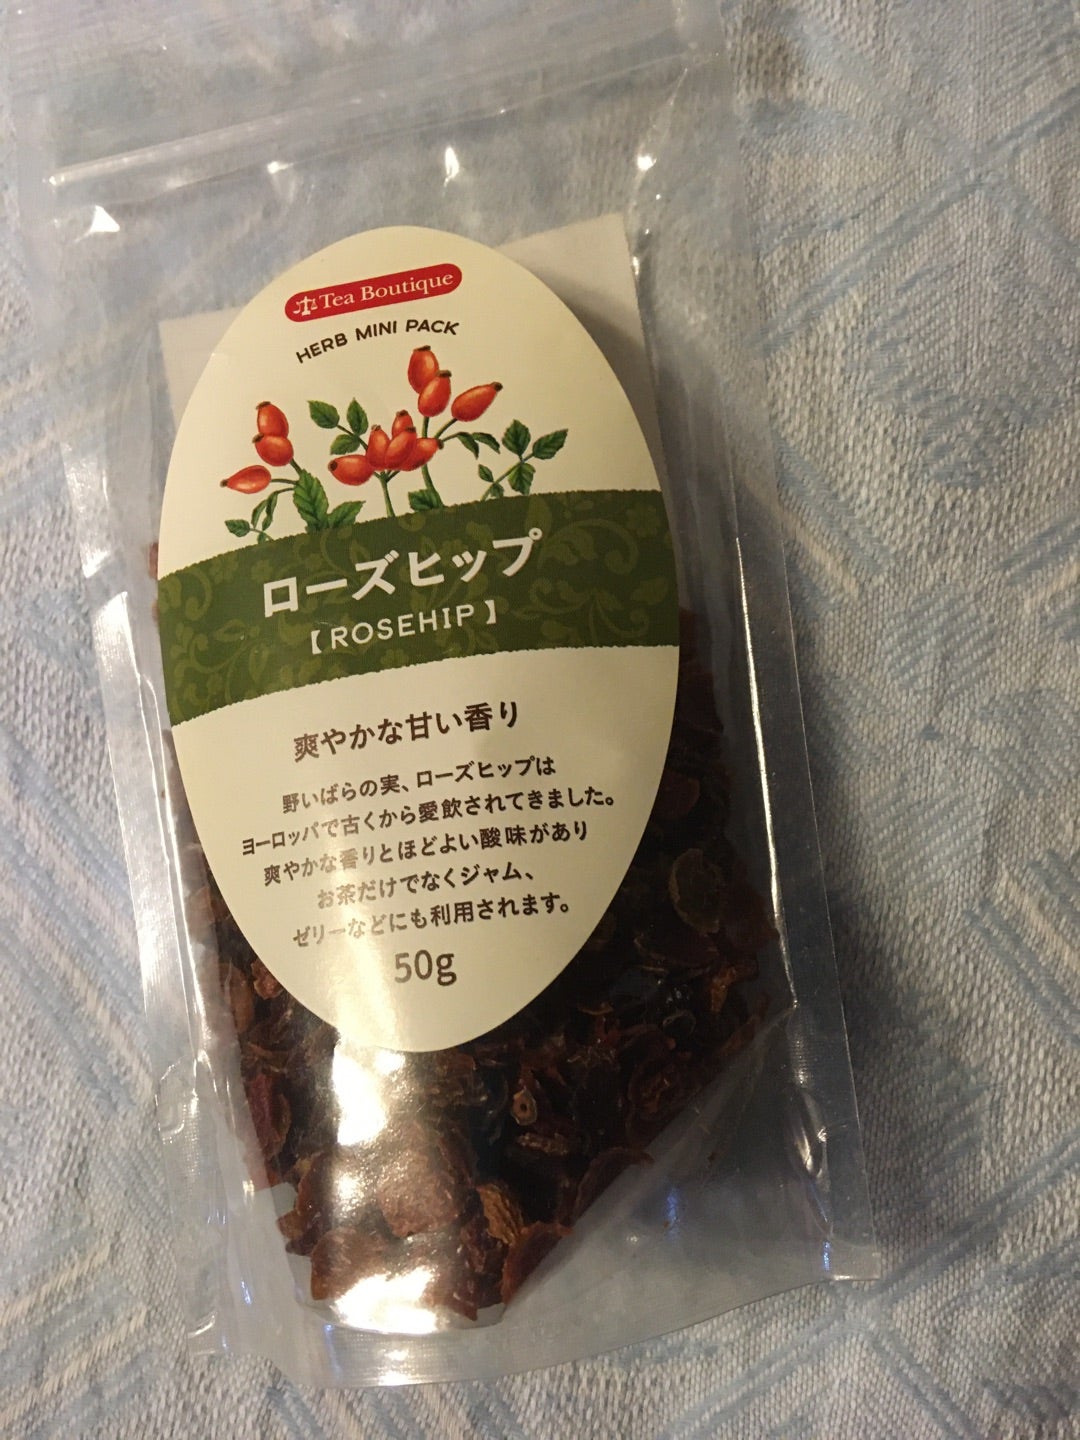 Tea Boutique
HERB MINI PACK
ローズヒップ
【ROSEHIP】
爽やかな甘い香り
野いばらの実、ローズヒップは
ヨーロッパで古くから愛飲されてきました。
爽やかな香りとほどよい酸味があり
お茶だけでなくジャム、
ゼリーなどにも利用されます。
50g